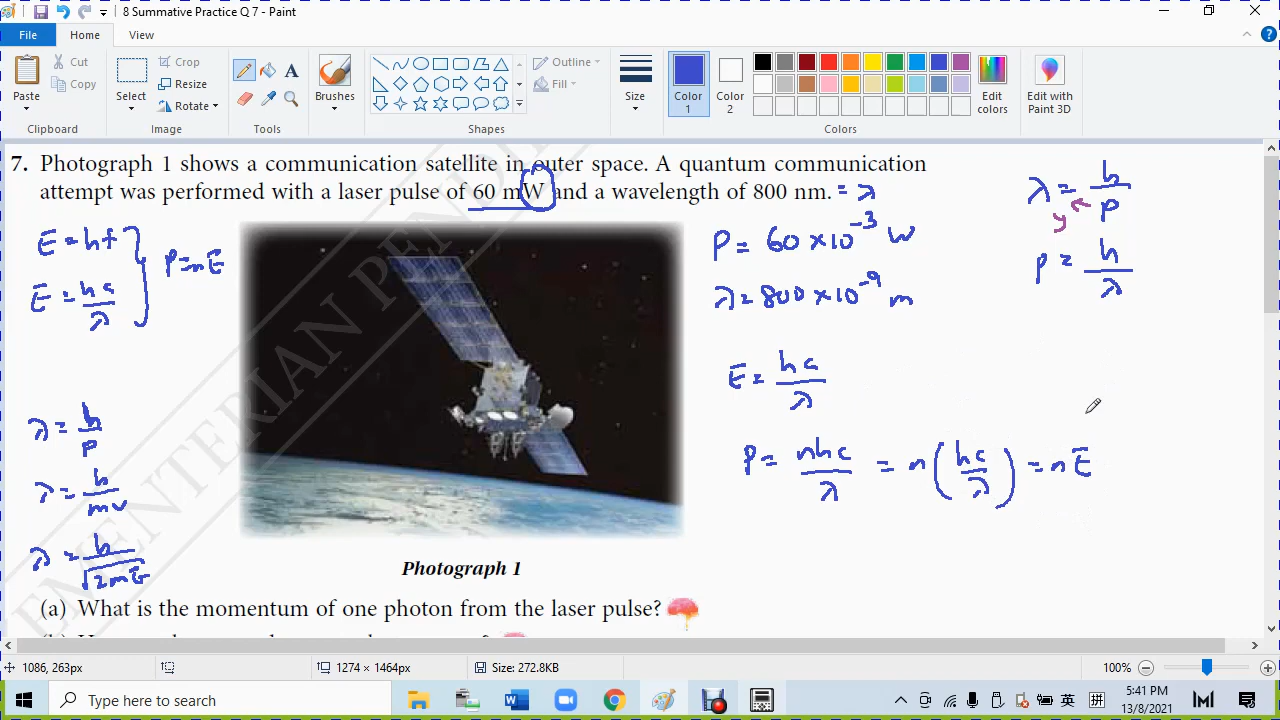 8 Summative Practice Q 7 - Paint
File Home View
Paste Cut Copy Clipboard
Select Crop Resize Rotate Image
Tools
Brushes
Outline Fill Shapes
Size
Color 1 Color 2 Edit colors Colors
Edit with Paint 3D
7. Photograph 1 shows a communication satellite in outer space. A quantum communication
attempt was performed with a laser pulse of 60 mW and a wavelength of 800 nm. = λ
E = hf
E = hc/λ
P = nE
λ = h/P
λ = h/mv
λ = h/√2mE
P = 60 × 10⁻³ W
λ = 800 × 10⁻⁹ m
E = hc/λ
P = nhc/λ = n(hc/λ) = nE
λ = h/P
P = h/λ
EMENTERIAN PENDI
Photograph 1
(a) What is the momentum of one photon from the laser pulse?
1086, 263px
1274 × 1464px
Size: 272.8KB
100%
Type here to search
英 拼
5:41 PM
13/8/2021